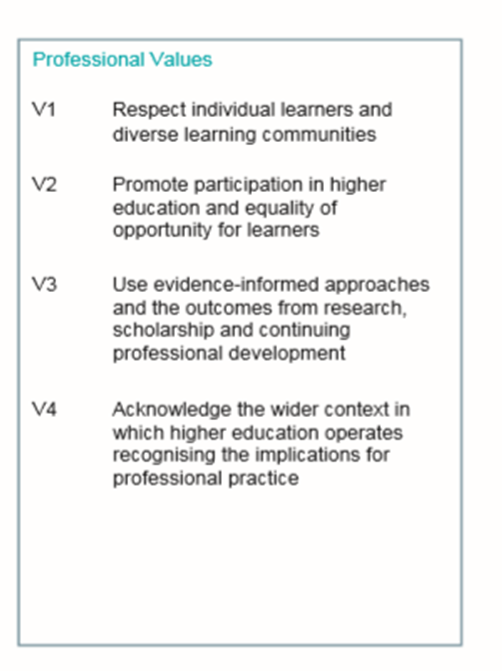 Professional Values
V1 Respect individual learners and
diverse learning communities
V2 Promote participation in higher
education and equality of
opportunity for learners
V3 Use evidence-informed approaches
and the outcomes from research,
scholarship and continuing
professional development
V4 Acknowledge the wider context in
which higher education operates
recognising the implications for
professional practice